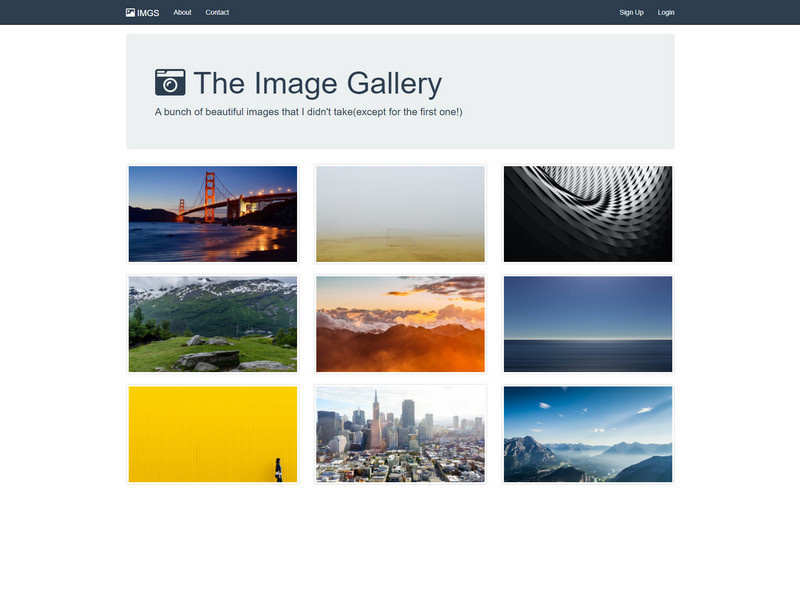 IMGS About Contact Sign Up Login
The Image Gallery
A bunch of beautiful images that I didn't take(except for the first one!)